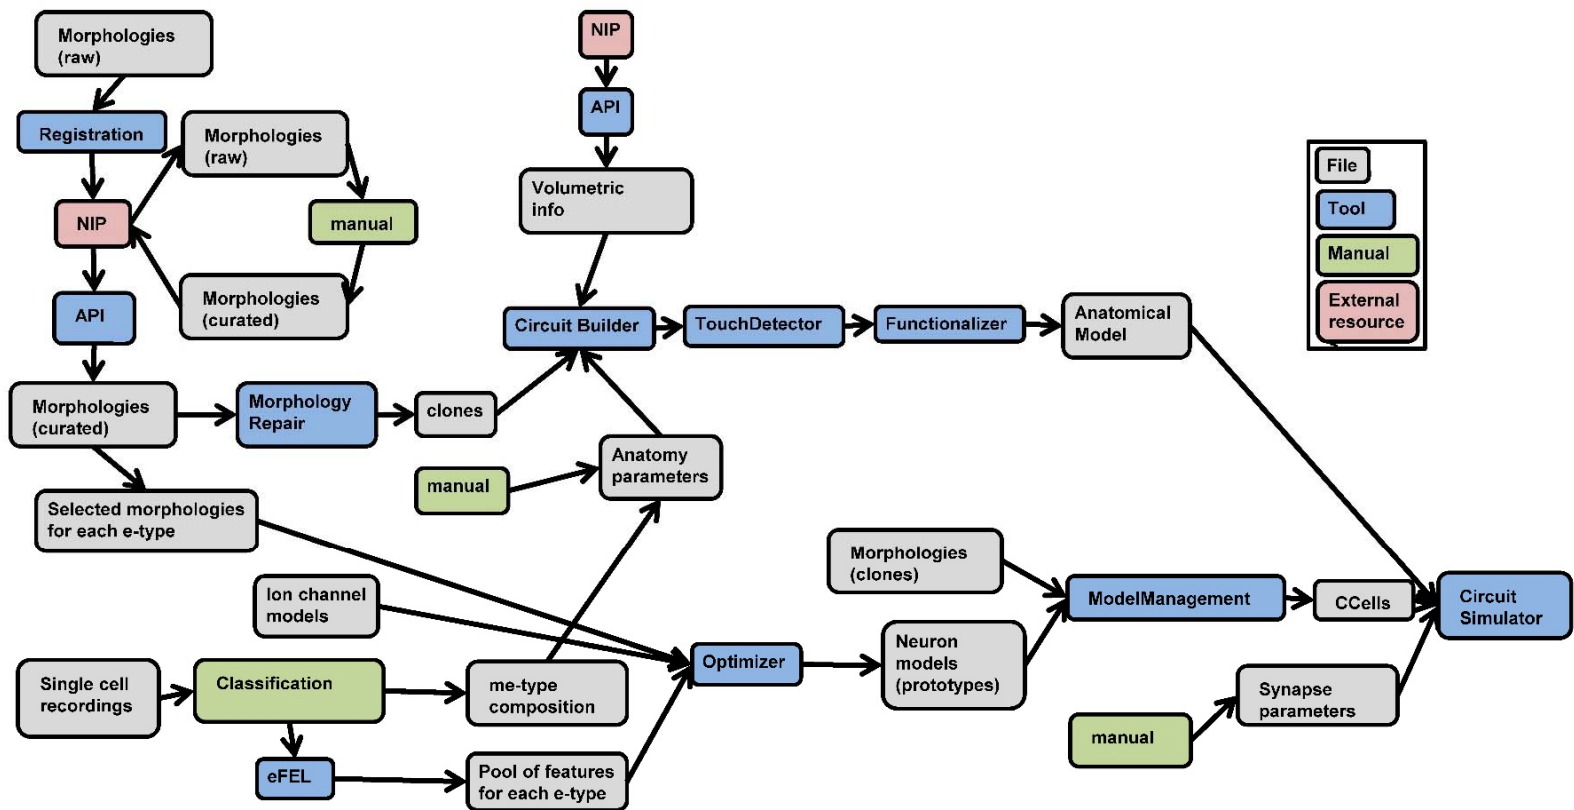 Morphologies
(raw)
NIP
API
Registration
Morphologies
(raw)
NIP
manual
Volumetric
info
API
Morphologies
(curated)
Circuit Builder
TouchDetector
Functionalizer
Anatomical
Model
File
Tool
Manual
External
resource
Morphologies
(curated)
Morphology
Repair
clones
manual
Anatomy
parameters
Selected morphologies
for each e-type
Ion channel
models
Morphologies
(clones)
ModelManagement
CCells
Circuit
Simulator
Single cell
recordings
Classification
me-type
composition
Optimizer
Neuron
models
(prototypes)
Synapse
parameters
manual
eFEL
Pool of features
for each e-type